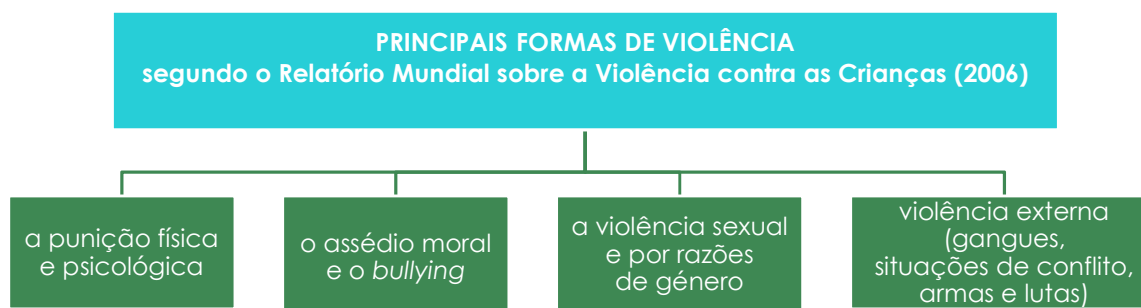 PRINCIPAIS FORMAS DE VIOLÊNCIA
segundo o Relatório Mundial sobre a Violência contra as Crianças (2006)
a punição física
e psicológica
o assédio moral
e o bullying
a violência sexual
e por razões
de género
violência externa
(gangues,
situações de conflito,
armas e lutas)